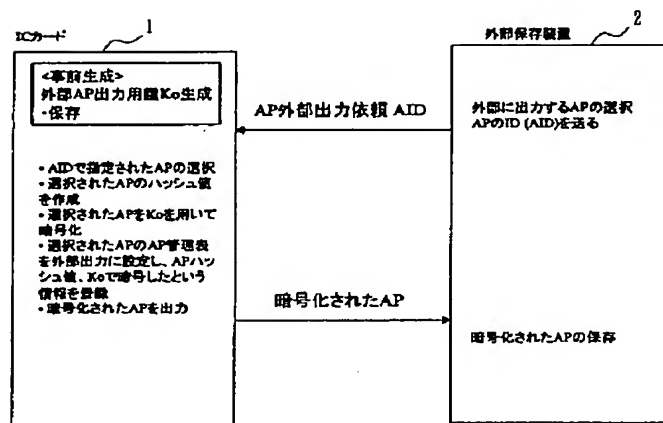 1
ICカード
<事前生成>
外部AP出力用鍵Ko生成
・保存
・AIDで指定されたAPの選択
・選択されたAPのハッシュ値
を作成
・選択されたAPをKoを用いて
暗号化
・選択されたAPのAP管理表
を外部出力に設定し、APハッ
シュ値、Koで暗号したという
情報を登録
・暗号化されたAPを出力
AP外部出力依頼 AID
暗号化されたAP
2
外部保存装置
外部に出力するAPの選択
APのID (AID)を送る
暗号化されたAPの保存